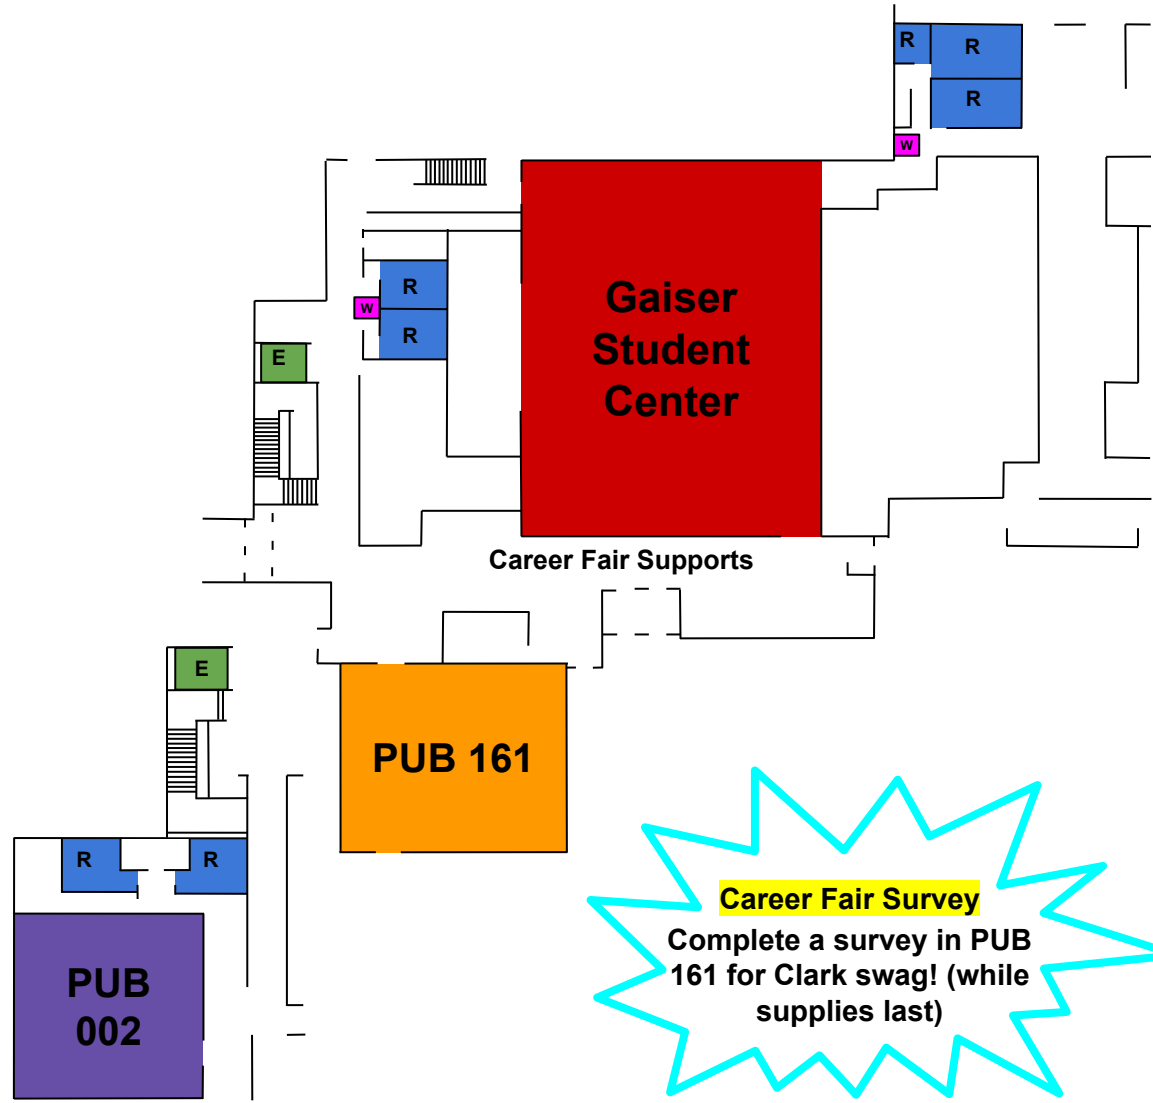 R
R
R
W
R
W
R
E
Gaiser
Student
Center
Career Fair Supports
E
PUB 161
R
R
PUB
002
Career Fair Survey
Complete a survey in PUB
161 for Clark swag! (while
supplies last)